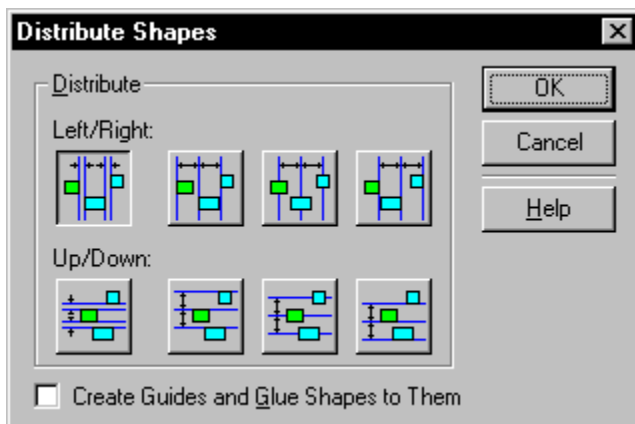 Distribute Shapes
Distribute
OK
Left/Right:
Cancel
Help
Up/Down:
Create Guides and Glue Shapes to Them